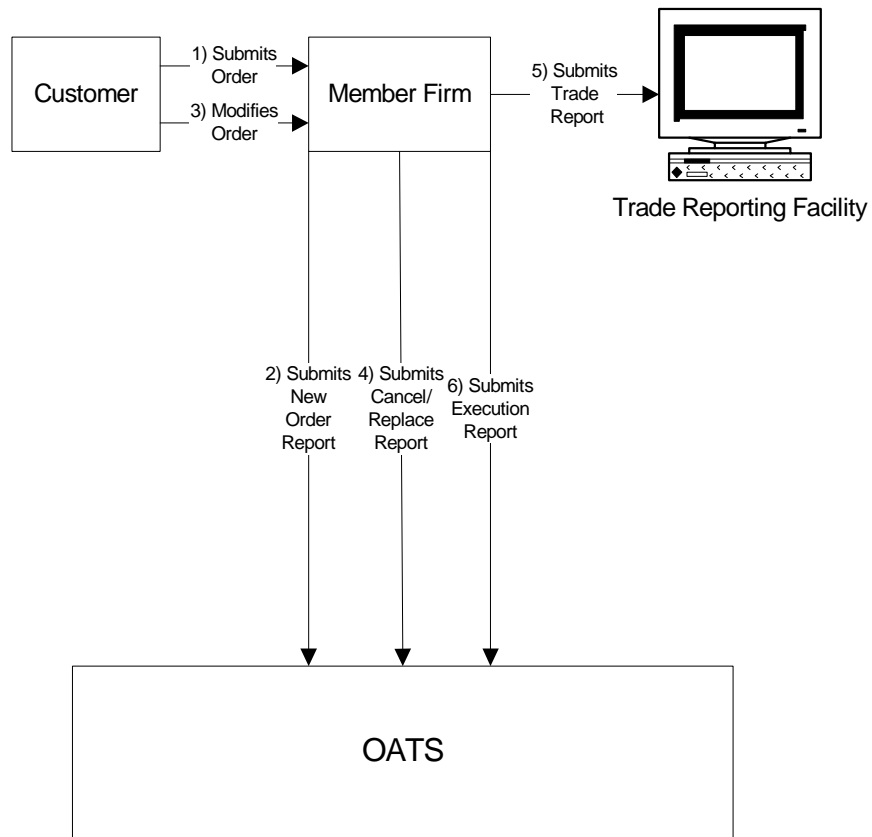 1) Submits
Order
Customer
3) Modifies
Order
Member Firm
5) Submits
Trade
Report
Trade Reporting Facility
2) Submits
New
Order
Report
4) Submits
Cancel/
Replace
Report
6) Submits
Execution
Report
OATS